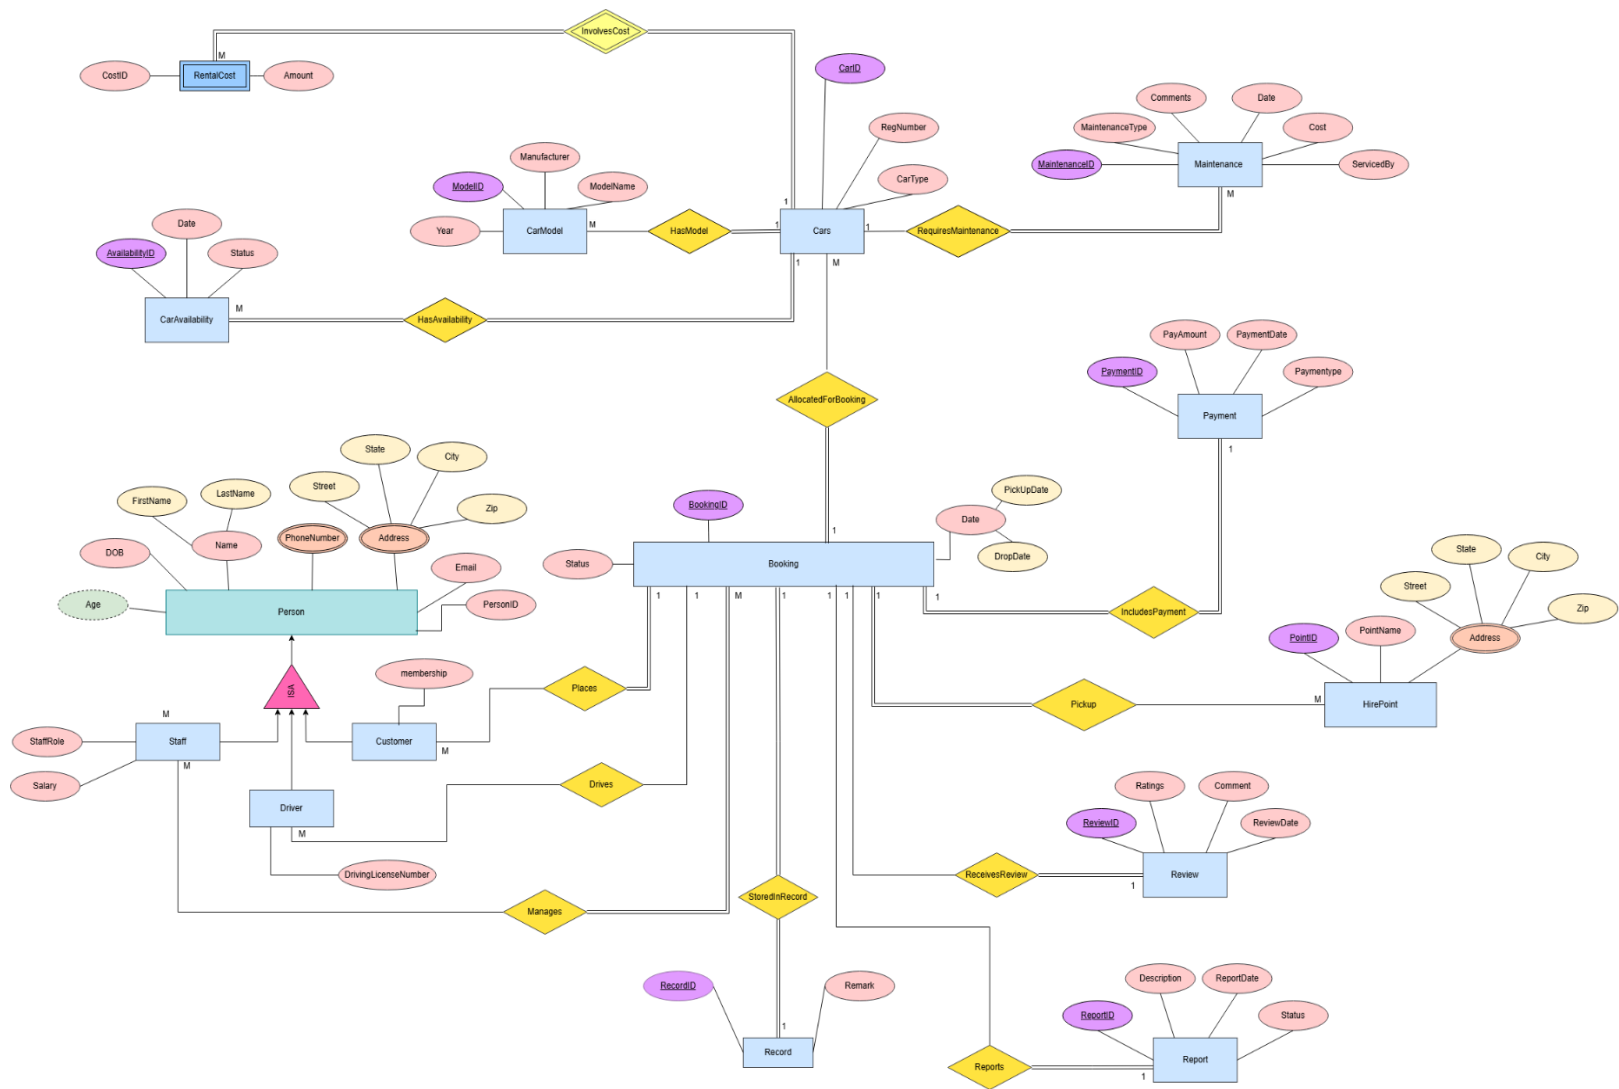 InvolvesCost
M
CostID
RentalCost
Amount
CarID
Comments
Date
RegNumber
MaintenanceType
Cost
Manufacturer
MaintenanceID
Maintenance
ServicedBy
ModelID
ModelName
CarType
M
1
Year
CarModel
M
HasModel
1
Cars
1
RequiresMaintenance
Date
AvailabilityID
Status
1
M
M
CarAvailability
HasAvailability
PayAmount
PaymentDate
PaymentID
Paymentype
AllocatedForBooking
Payment
State
City
1
Street
PickUpDate
FirstName
LastName
BookingID
Zip
Date
1
PhoneNumber
Address
Name
DOB
DropDate
State
City
Status
Booking
Email
Street
Age
Person
PersonID
1
1
M
1
1
1
1
1
IncludesPayment
Zip
PointID
PointName
Address
membership
ISA
Places
Pickup
M
HirePoint
M
StaffRole
Staff
Customer
M
M
Salary
Drives
Ratings
Comment
Driver
ReviewID
ReviewDate
M
DrivingLicenseNumber
ReceivesReview
1
Review
StoredInRecord
Manages
RecordID
Remark
Description
ReportDate
ReportID
Status
1
Record
Reports
1
Report